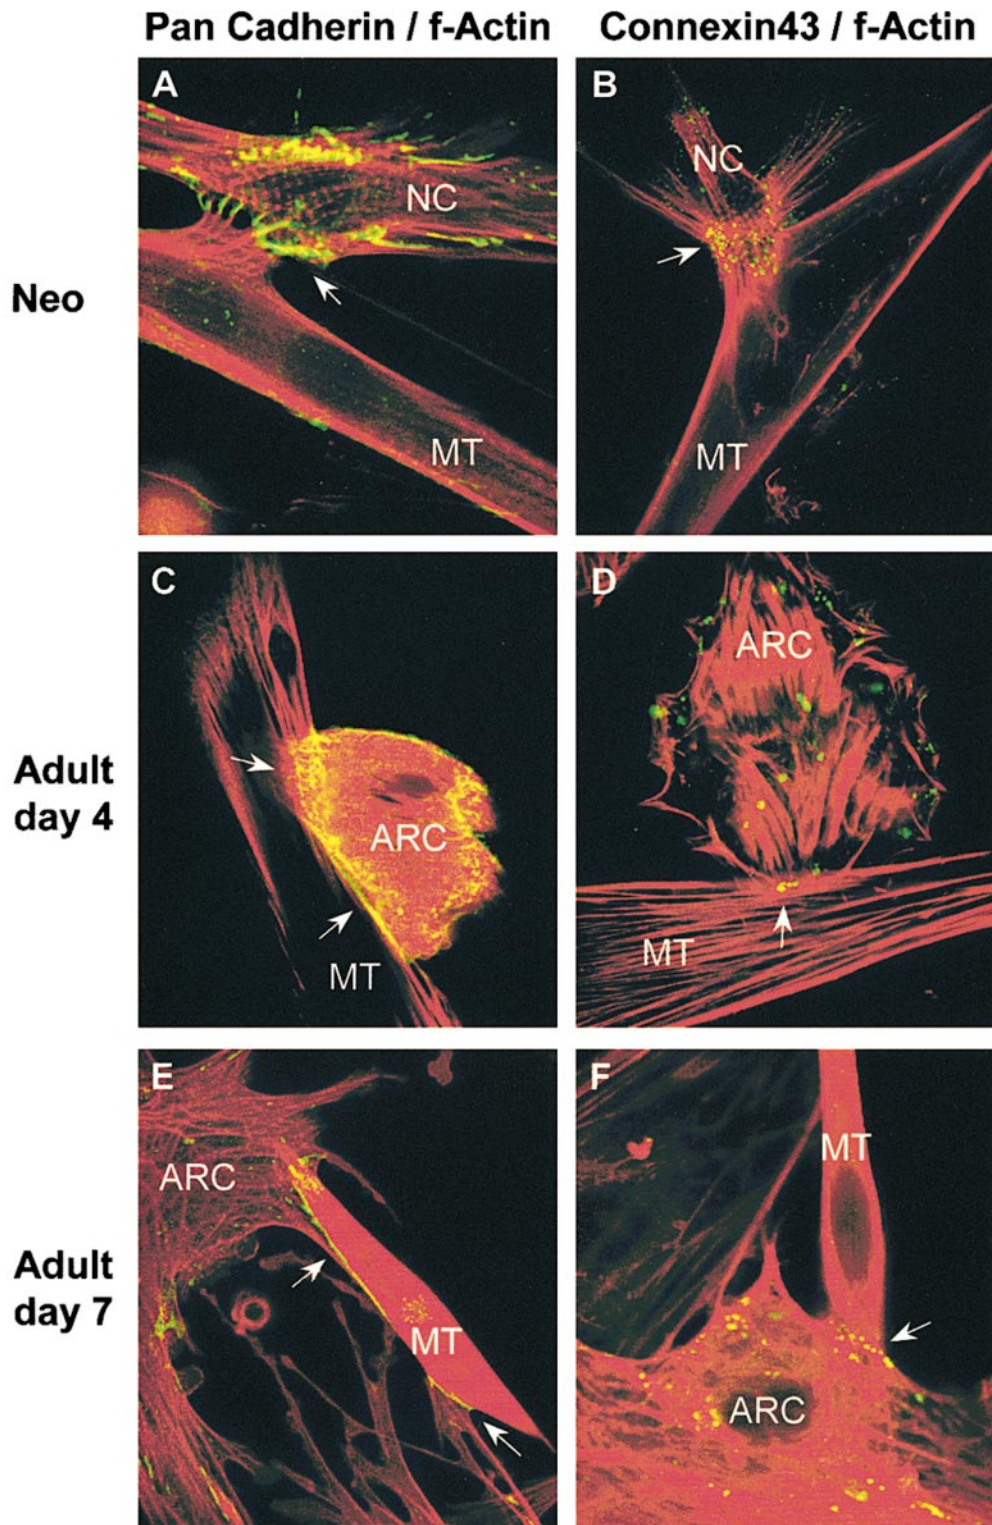 Pan Cadherin / f-Actin
Connexin43 / f-Actin
Neo
A
NC
MT
B
NC
MT
Adult
day 4
C
ARC
MT
D
ARC
MT
Adult
day 7
E
ARC
MT
F
MT
ARC